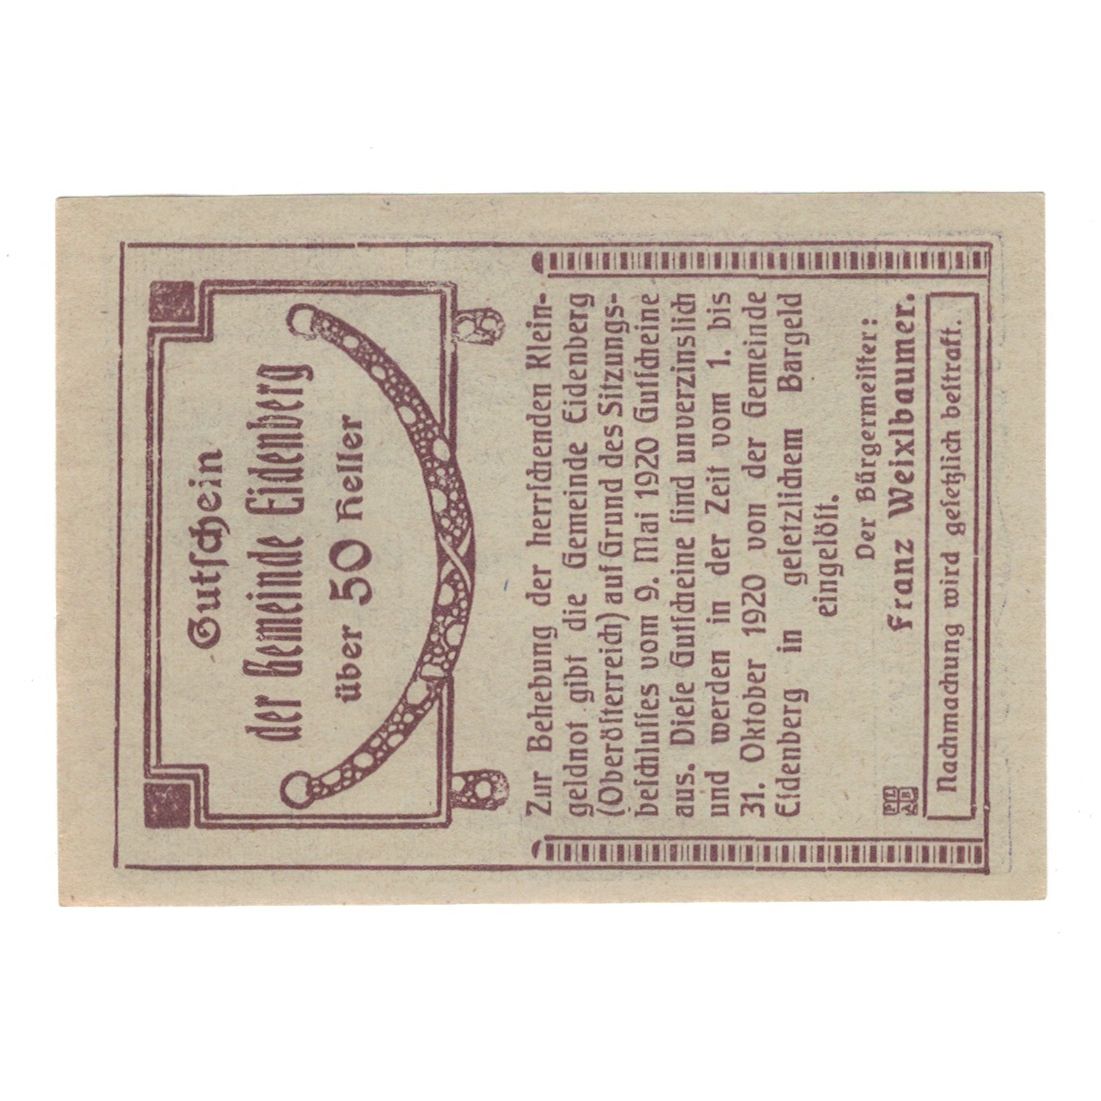 Gutſchein
der Gemeinde Eidenberg
über 50 Heller
Zur Behebung der herrſchenden Klein-
geldnot gibt die Gemeinde Eidenberg
(Oberöſterreich) auf Grund des Sitzungs-
beſchluſſes vom 9. Mai 1920 Gutſcheine
aus. Dieſe Gutſcheine ſind unverzinslich
und werden in der Zeit vom 1. bis
31. Oktober 1920 von der Gemeinde
Eidenberg in geſetzlichem Bargeld
eingelöſt.
Der Bürgermeiſter:
Franz Weixlbaumer.
Nachmachung wird geſetzlich beſtraft.